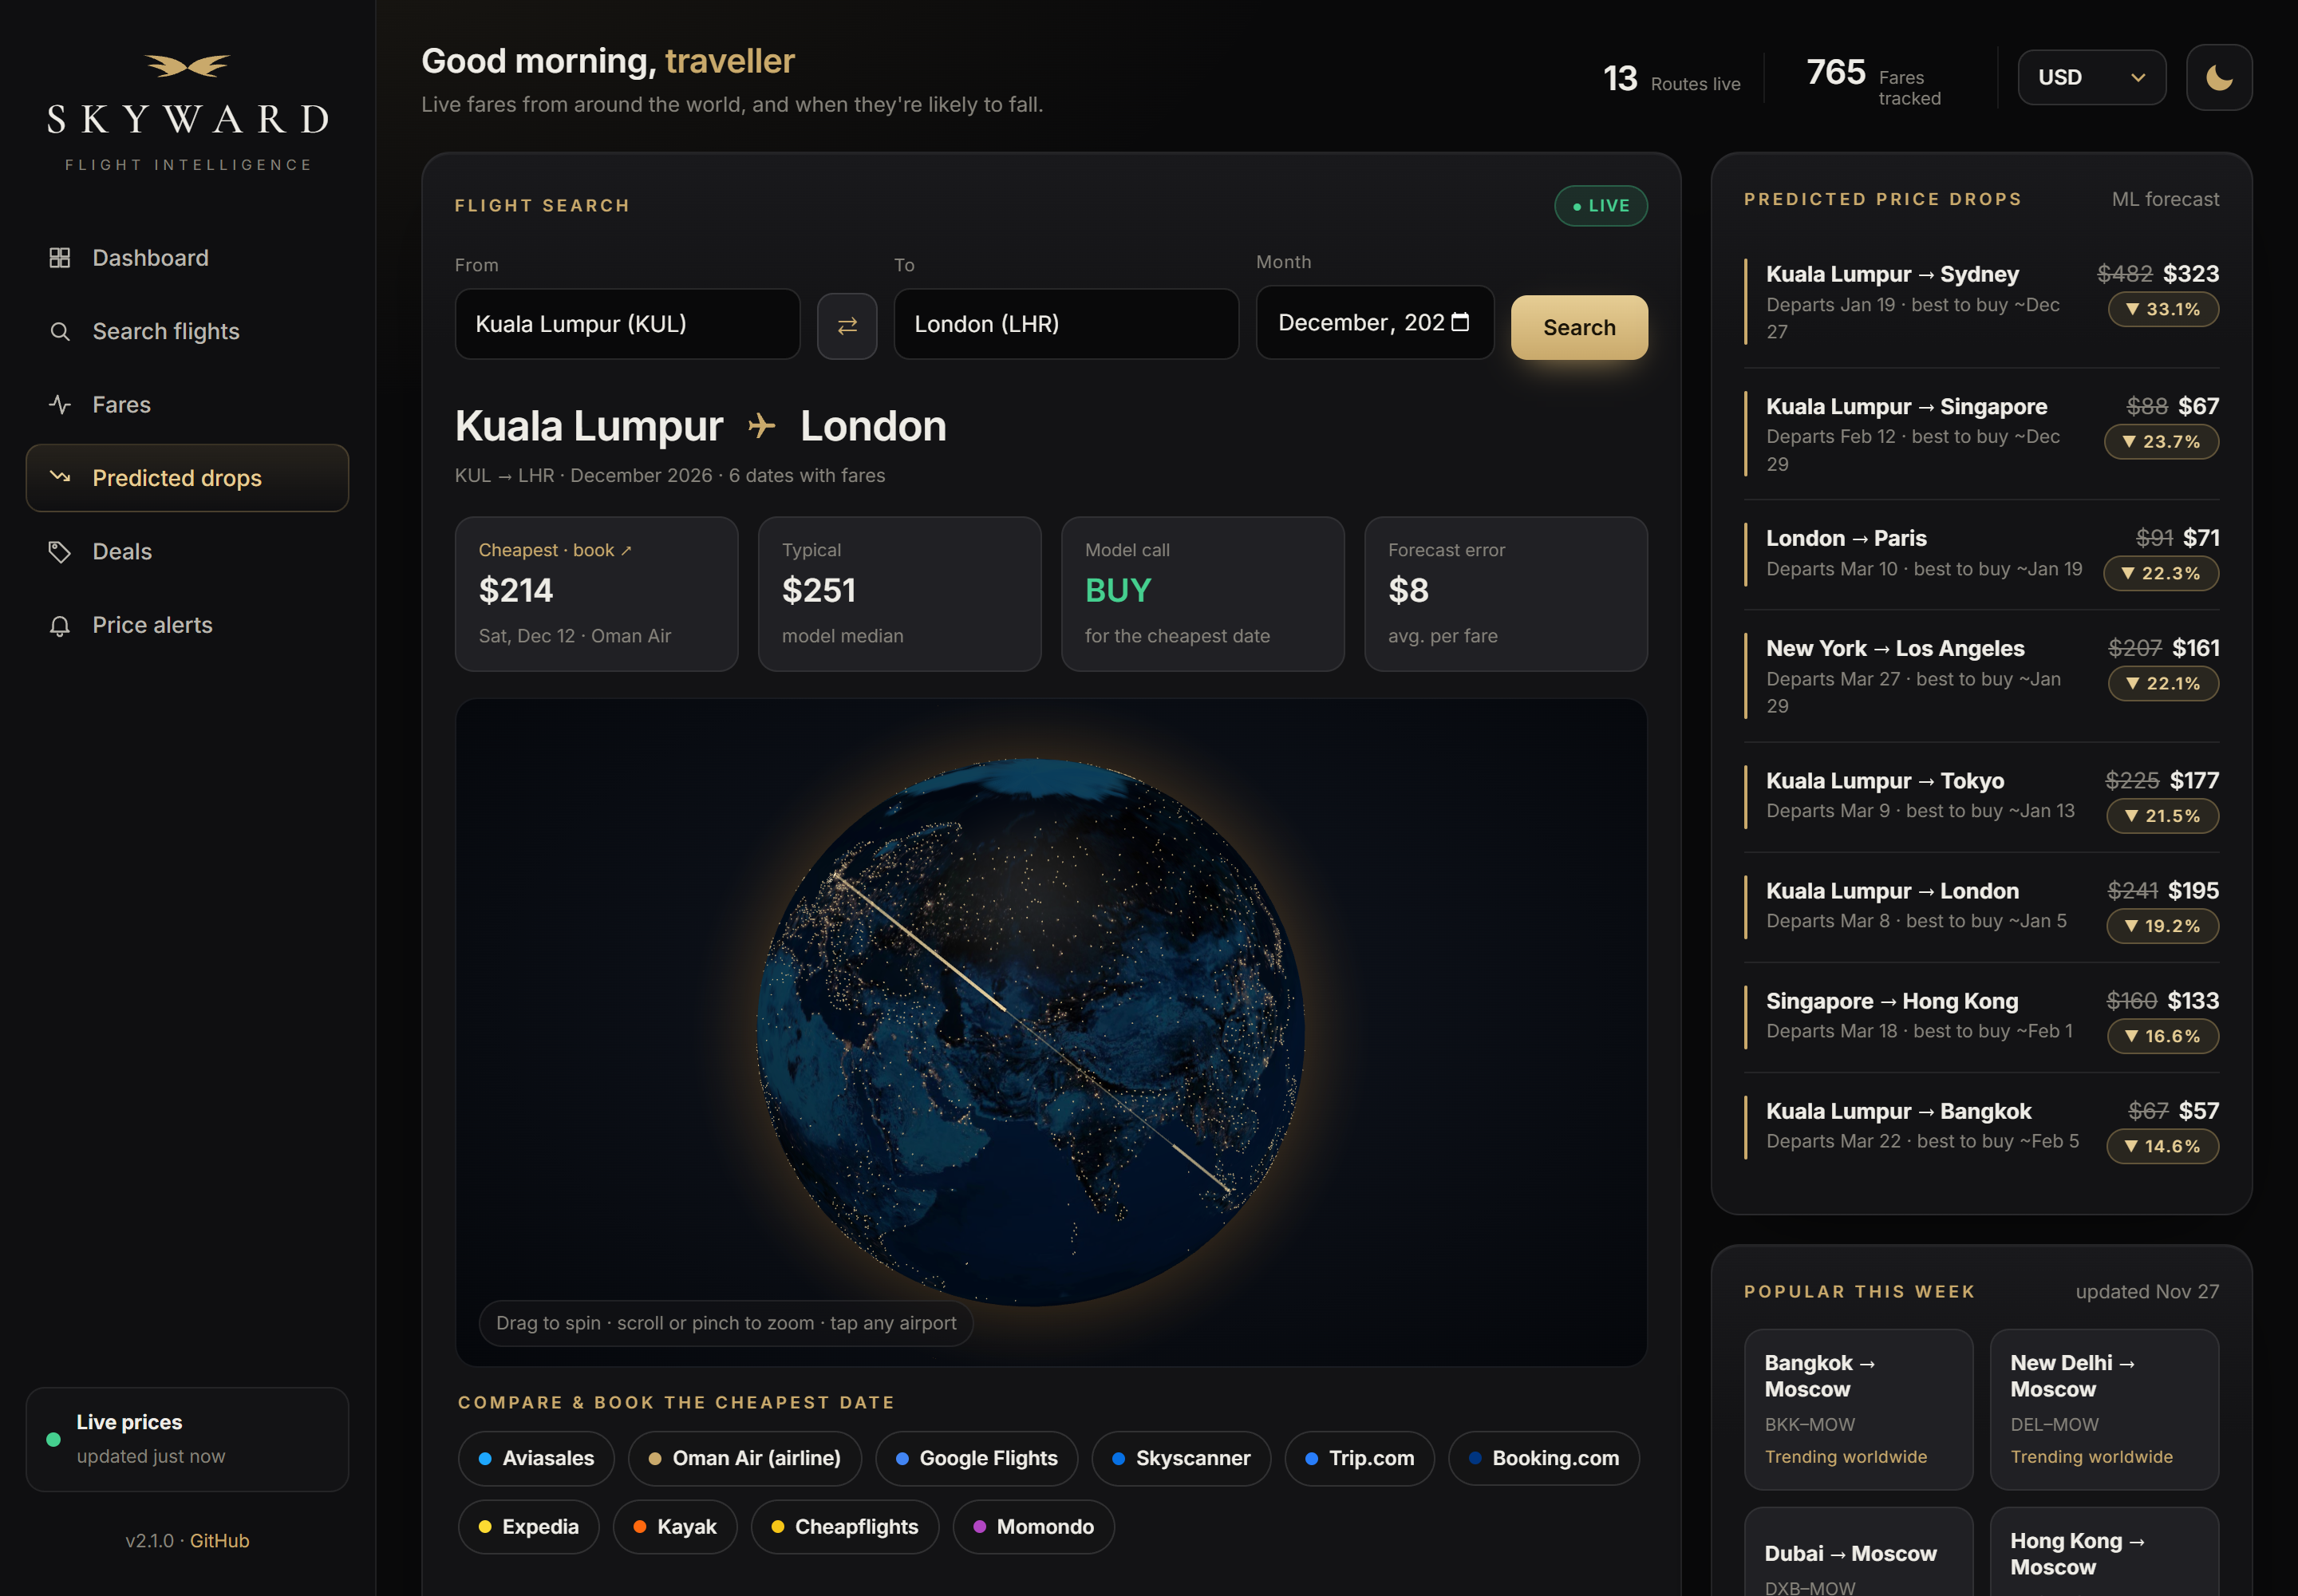 SKYWARD
FLIGHT INTELLIGENCE
Dashboard
Search flights
Fares
Predicted drops
Deals
Price alerts
Live prices
updated just now
v2.1.0 · GitHub
Good morning, traveller
Live fares from around the world, and when they're likely to fall.
13 Routes live
765 Fares
tracked
USD
FLIGHT SEARCH
• LIVE
From
Kuala Lumpur (KUL)
To
London (LHR)
Month
December, 202
Search
Kuala Lumpur ✈ London
KUL → LHR · December 2026 · 6 dates with fares
Cheapest · book ↗
$214
Sat, Dec 12 · Oman Air
Typical
$251
model median
Model call
BUY
for the cheapest date
Forecast error
$8
avg. per fare
Drag to spin · scroll or pinch to zoom · tap any airport
COMPARE & BOOK THE CHEAPEST DATE
Aviasales
Oman Air (airline)
Google Flights
Skyscanner
Trip.com
Booking.com
Expedia
Kayak
Cheapflights
Momondo
PREDICTED PRICE DROPS
ML forecast
Kuala Lumpur → Sydney
$482 $323
Departs Jan 19 · best to buy ~Dec
27
▼ 33.1%
Kuala Lumpur → Singapore
$88 $67
Departs Feb 12 · best to buy ~Dec
29
▼ 23.7%
London → Paris
$91 $71
Departs Mar 10 · best to buy ~Jan 19
▼ 22.3%
New York → Los Angeles
$207 $161
Departs Mar 27 · best to buy ~Jan
29
▼ 22.1%
Kuala Lumpur → Tokyo
$225 $177
Departs Mar 9 · best to buy ~Jan 13
▼ 21.5%
Kuala Lumpur → London
$241 $195
Departs Mar 8 · best to buy ~Jan 5
▼ 19.2%
Singapore → Hong Kong
$160 $133
Departs Mar 18 · best to buy ~Feb 1
▼ 16.6%
Kuala Lumpur → Bangkok
$67 $57
Departs Mar 22 · best to buy ~Feb 5
▼ 14.6%
POPULAR THIS WEEK
updated Nov 27
Bangkok →
Moscow
BKK–MOW
Trending worldwide
New Delhi →
Moscow
DEL–MOW
Trending worldwide
Dubai → Moscow
DXB–MOW
Hong Kong →
Moscow